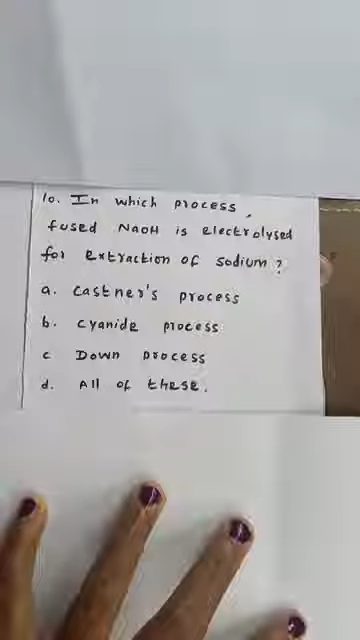 10. In which process,
fused NaOH is electrolysed
for extraction of sodium?
a. castner's process
b. cyanide process
c Down process
d. All of these.